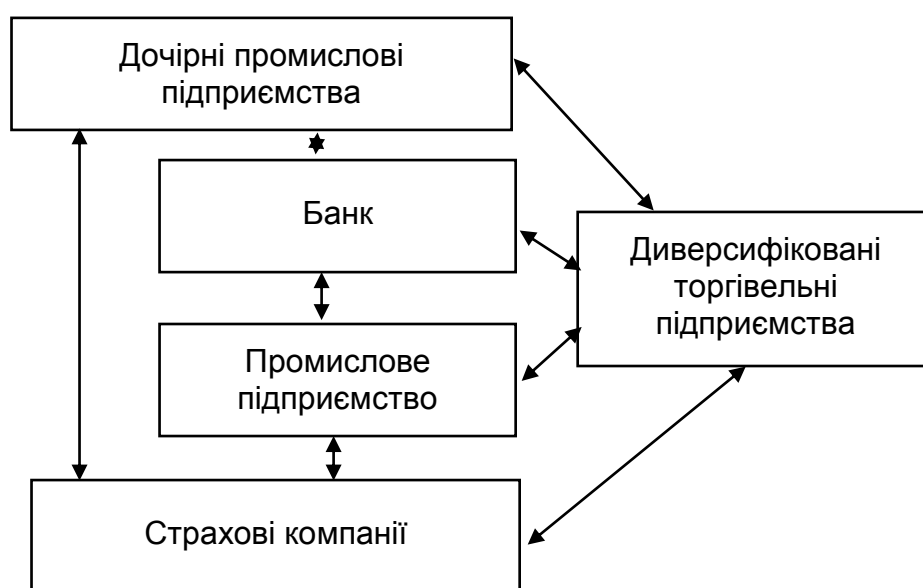 Дочірні промислові
підприємства
Банк
Диверсифіковані
торгівельні
підприємства
Промислове
підприємство
Страхові компанії